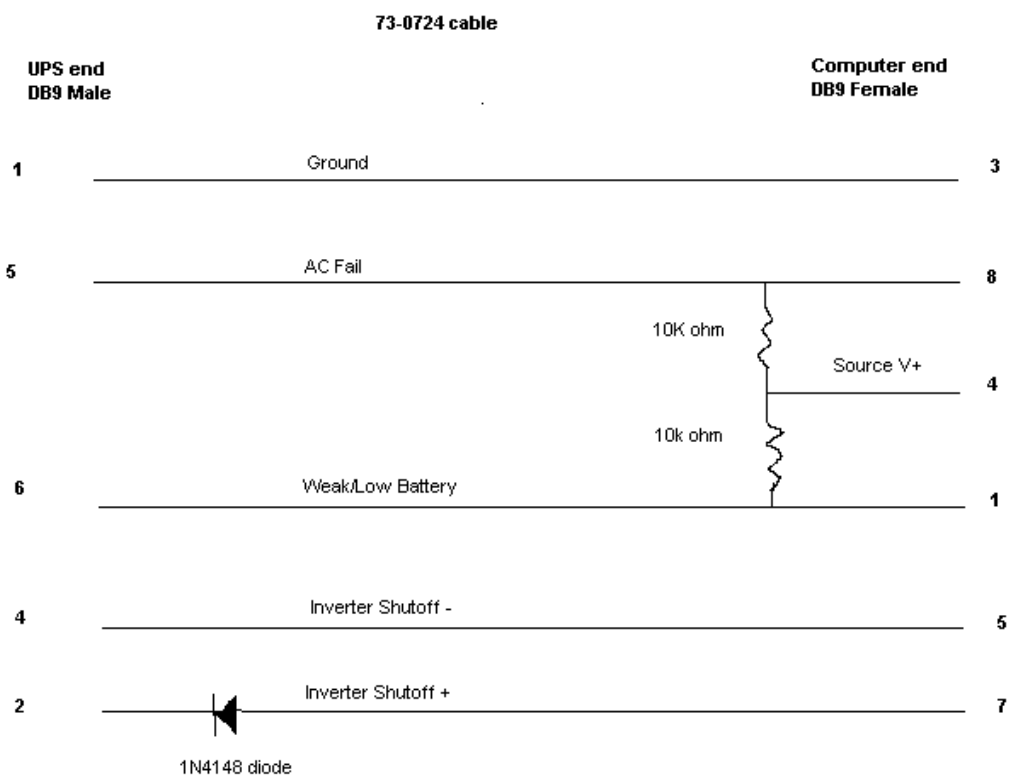 73-0724 cable
UPS end
DB9 Male
Computer end
DB9 Female
1
Ground
3
5
AC Fail
8
10K ohm
Source V+
4
10k ohm
6
Weak/Low Battery
1
4
Inverter Shutoff -
5
2
Inverter Shutoff +
7
1N4148 diode